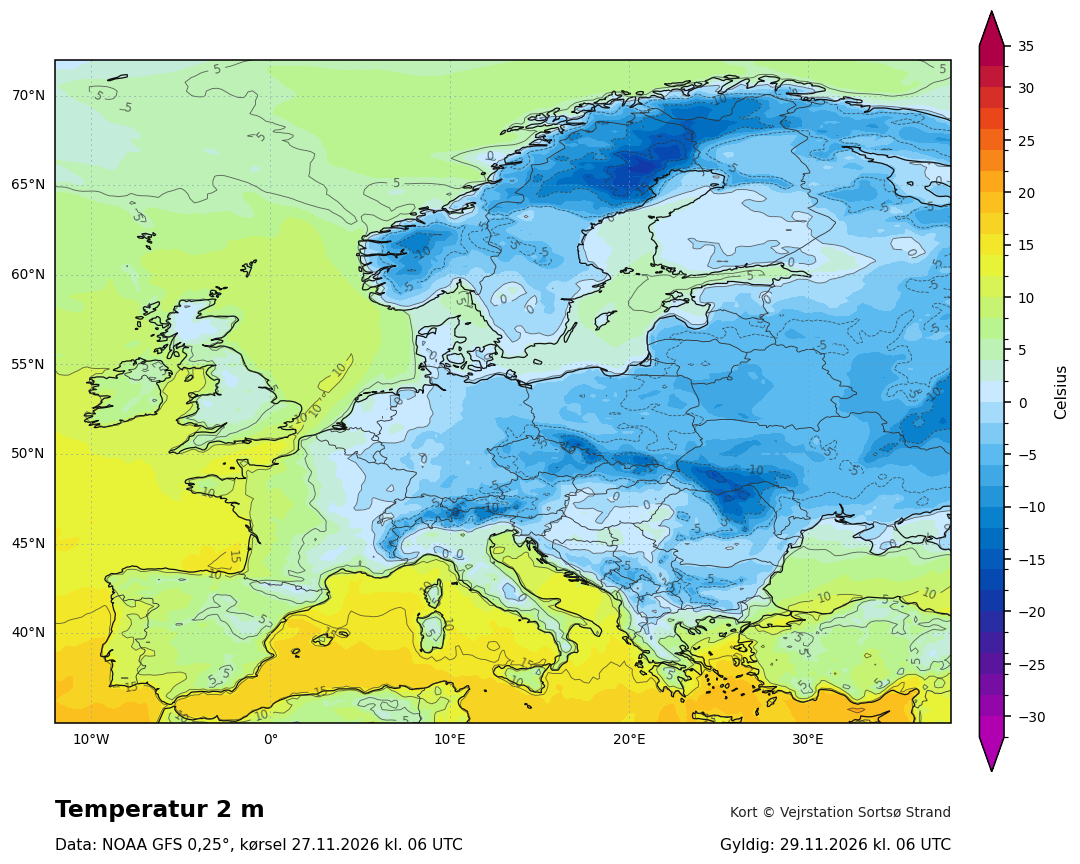 70°N
65°N
60°N
55°N
50°N
45°N
40°N
10°W 0° 10°E 20°E 30°E
35
30
25
20
15
10
5
0
−5
−10
−15
−20
−25
−30
Celsius
Temperatur 2 m
Kort © Vejrstation Sortsø Strand
Data: NOAA GFS 0,25°, kørsel 27.11.2026 kl. 06 UTC
Gyldig: 29.11.2026 kl. 06 UTC